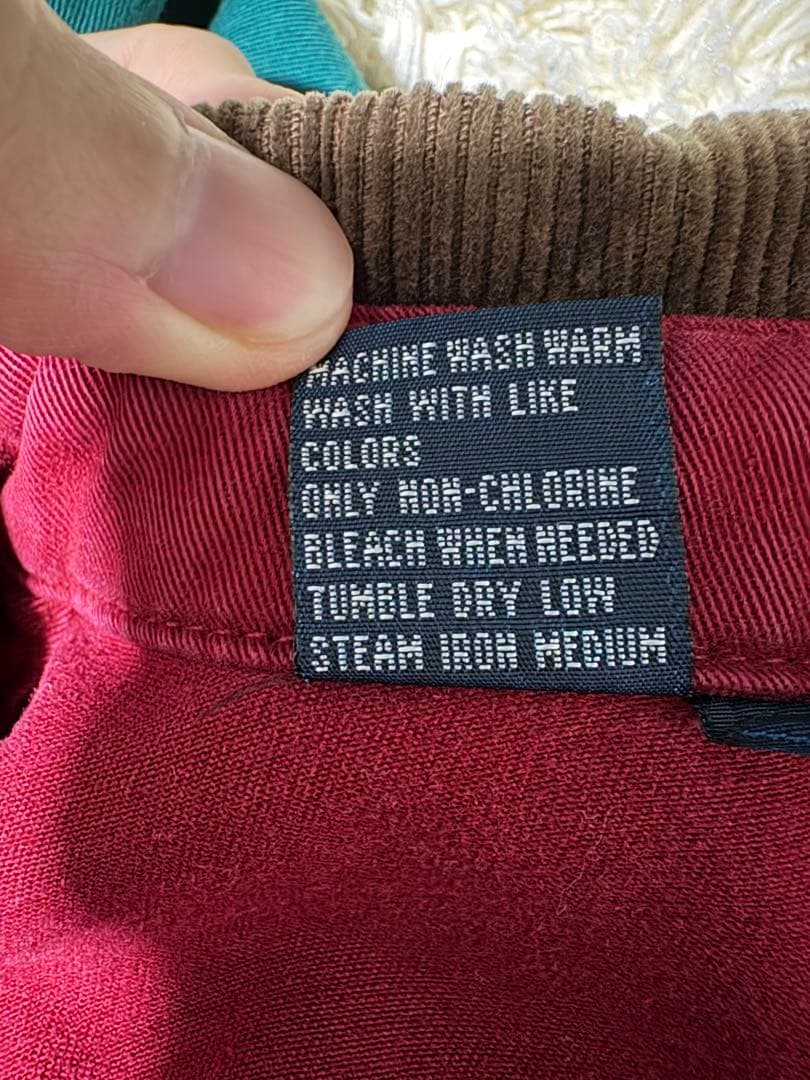 MACHINE WASH WARM
WASH WITH LIKE
COLORS
ONLY NON-CHLORINE
BLEACH WHEN NEEDED
TUMBLE DRY LOW
STEAM IRON MEDIUM